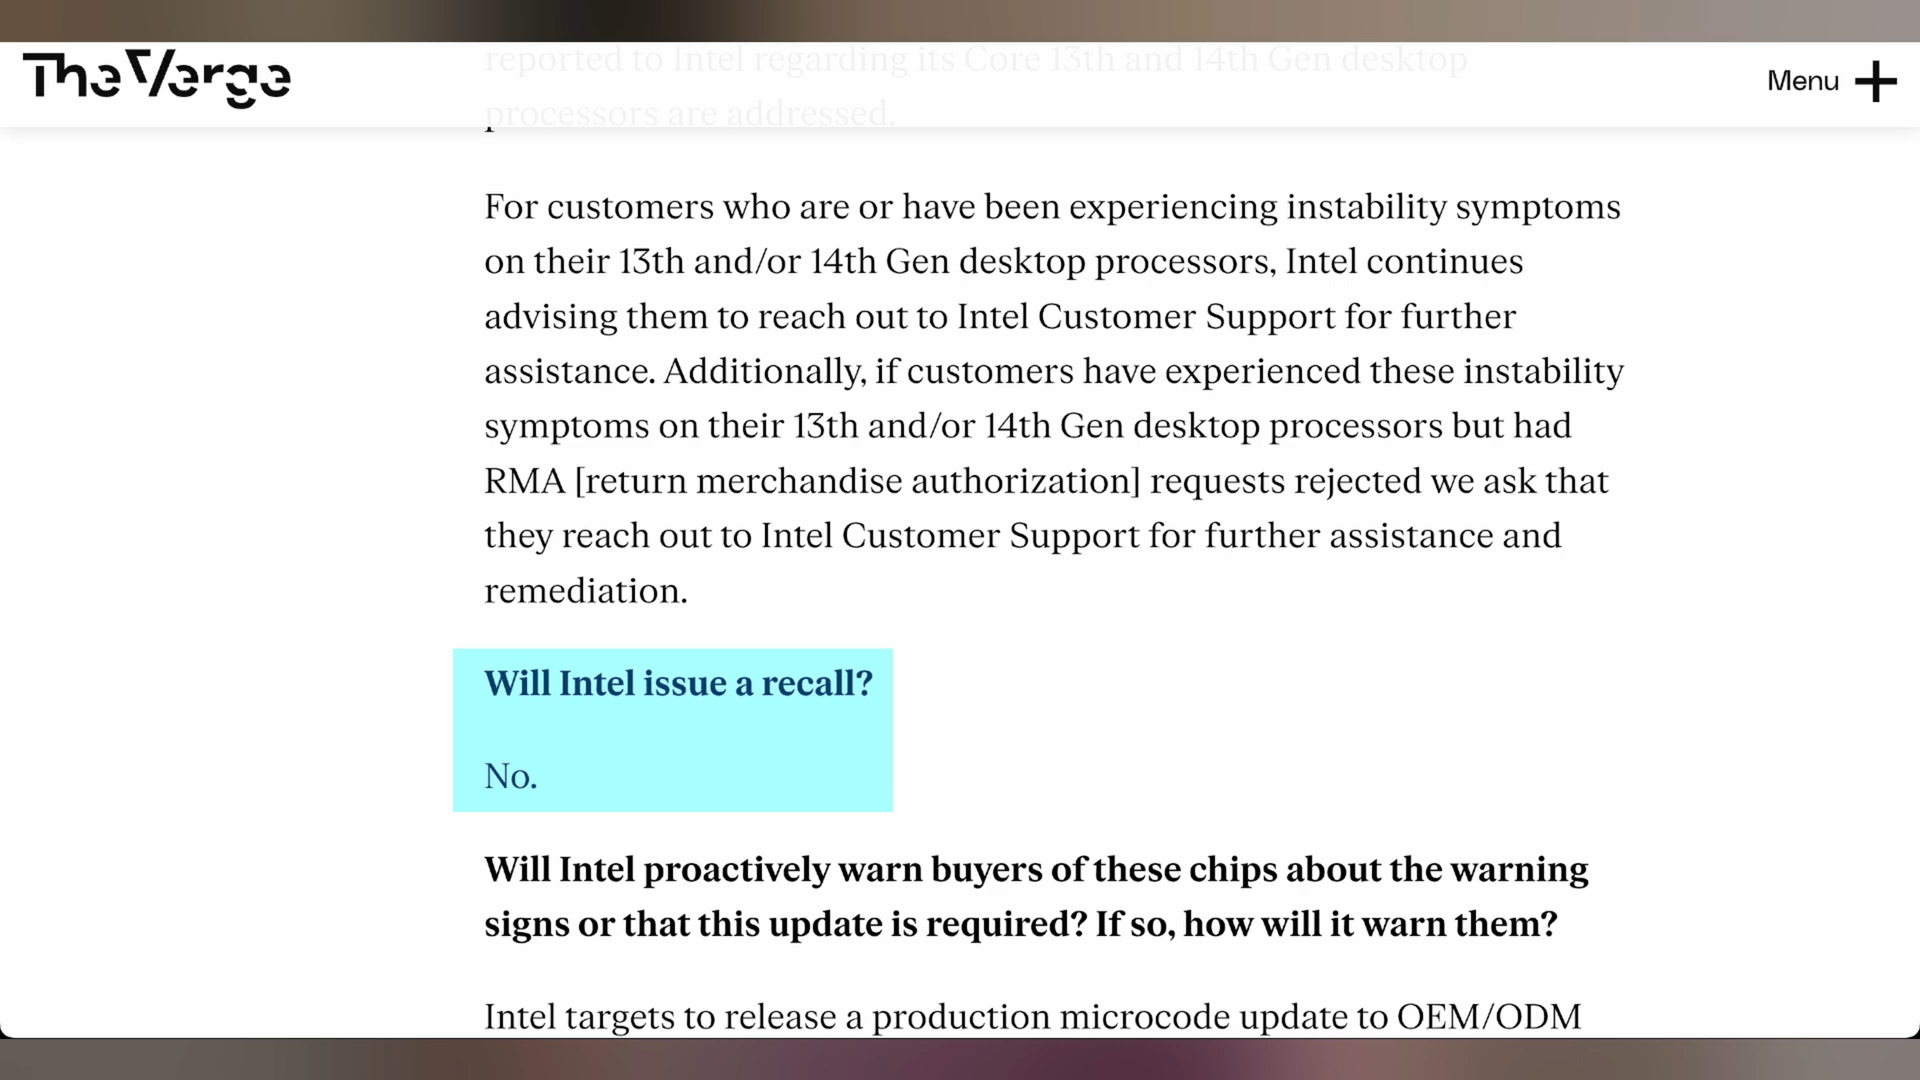 The Verge
Menu
reported to Intel regarding its Core 13th and 14th Gen desktop
processors are addressed.
For customers who are or have been experiencing instability symptoms
on their 13th and/or 14th Gen desktop processors, Intel continues
advising them to reach out to Intel Customer Support for further
assistance. Additionally, if customers have experienced these instability
symptoms on their 13th and/or 14th Gen desktop processors but had
RMA [return merchandise authorization] requests rejected we ask that
they reach out to Intel Customer Support for further assistance and
remediation.
Will Intel issue a recall?
No.
Will Intel proactively warn buyers of these chips about the warning
signs or that this update is required? If so, how will it warn them?
Intel targets to release a production microcode update to OEM/ODM